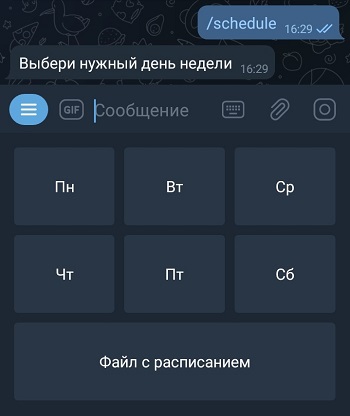 /schedule 16:29
Выбери нужный день недели 16:29
GIF Сообщение
Пн Вт Ср
Чт Пт Сб
Файл с расписанием